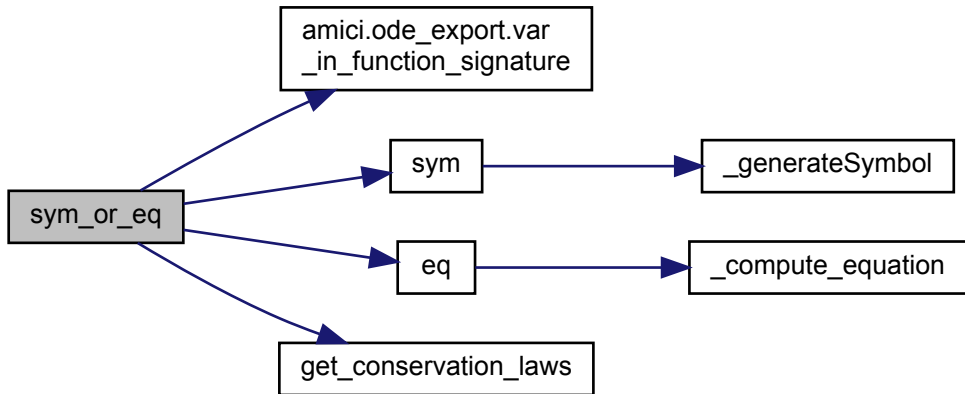 amici.ode_export.var
_in_function_signature
sym
_generateSymbol
sym_or_eq
eq
_compute_equation
get_conservation_laws